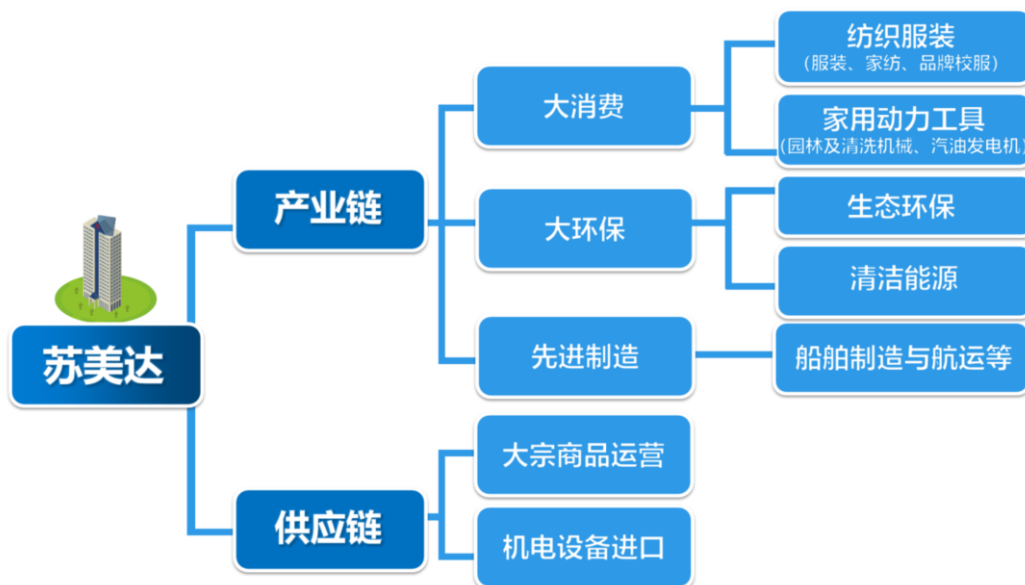 苏美达
产业链
大消费
纺织服装
(服装、家纺、品牌校服)
家用动力工具
(园林及清洗机械、汽油发电机)
大环保
生态环保
清洁能源
先进制造
船舶制造与航运等
供应链
大宗商品运营
机电设备进口